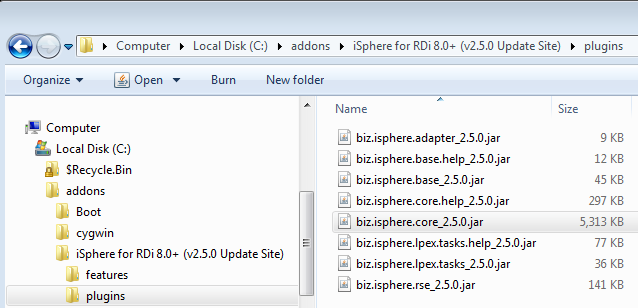 Computer ▸ Local Disk (C:) ▸ addons ▸ iSphere for RDi 8.0+ (v2.5.0 Update Site) ▸ plugins
Organize Open Burn New folder
Computer
Local Disk (C:)
$Recycle.Bin
addons
Boot
cygwin
iSphere for RDi 8.0+ (v2.5.0 Update Site)
features
plugins
Name Size
biz.isphere.adapter_2.5.0.jar 9 KB
biz.isphere.base.help_2.5.0.jar 12 KB
biz.isphere.base_2.5.0.jar 45 KB
biz.isphere.core.help_2.5.0.jar 297 KB
biz.isphere.core_2.5.0.jar 5,313 KB
biz.isphere.lpex.tasks.help_2.5.0.jar 77 KB
biz.isphere.lpex.tasks_2.5.0.jar 36 KB
biz.isphere.rse_2.5.0.jar 141 KB